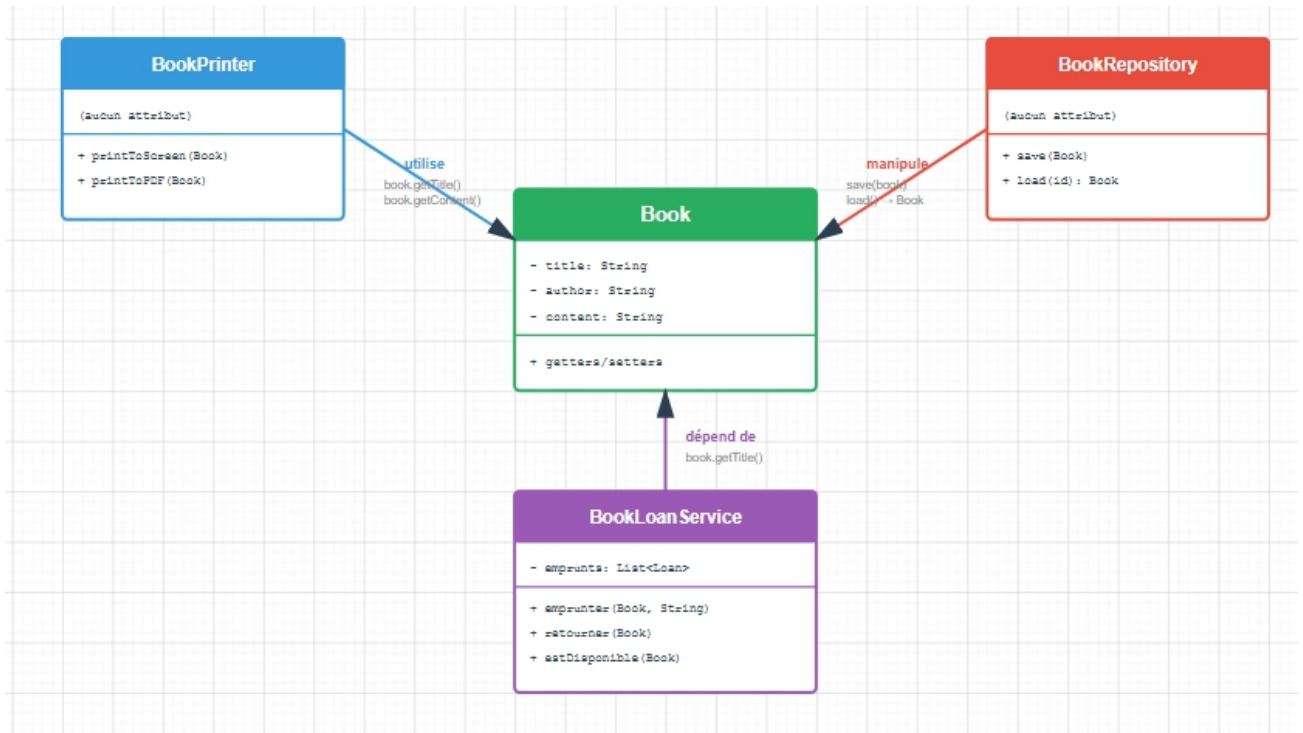 BookPrinter
(aucun attribut)
+ printToScreen(Book)
+ printToPDF(Book)
BookRepository
(aucun attribut)
+ save(Book)
+ load(id): Book
utilise
book.getTitle()
book.getContent()
manipule
save(book)
load() → Book
Book
- title: String
- author: String
- content: String
+ getters/setters
dépend de
book.getTitle()
BookLoanService
- emprunts: List<Loan>
+ emprunter(Book, String)
+ retourner(Book)
+ estDisponible(Book)